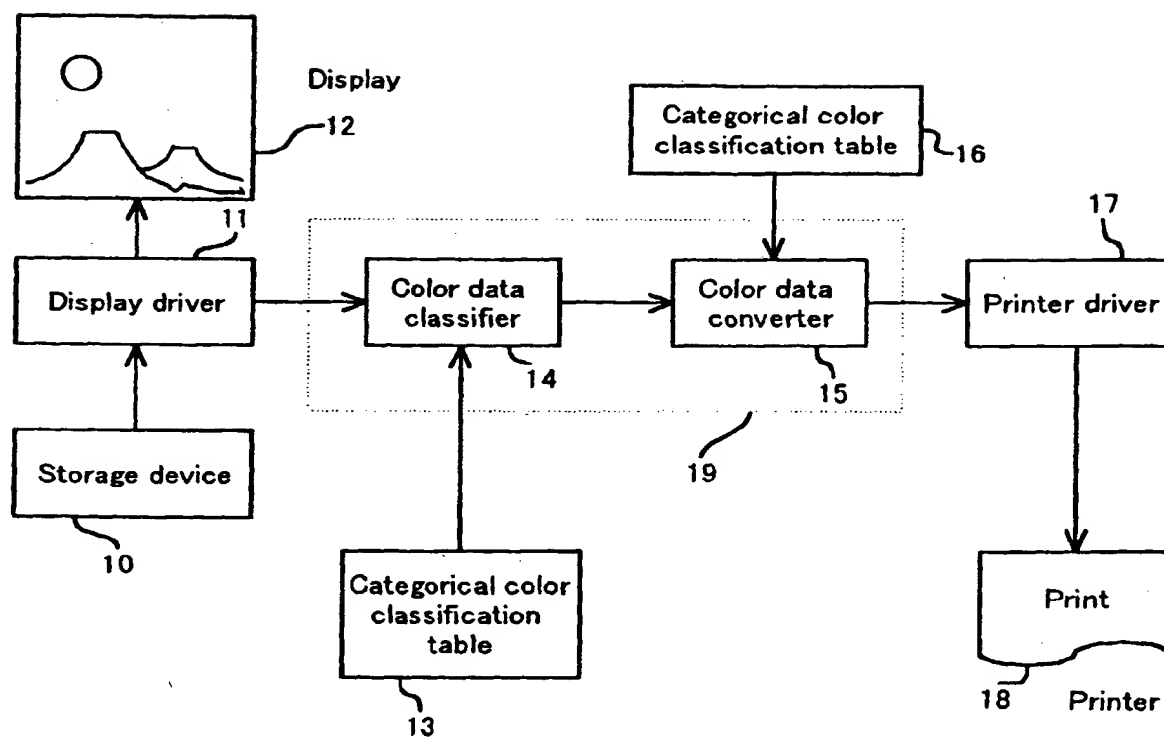 Display
12
Categorical color
classification table
16
11
17
Display driver
Color data
classifier
14
Color data
converter
15
Printer driver
19
Storage device
10
Categorical color
classification
table
13
Print
18
Printer